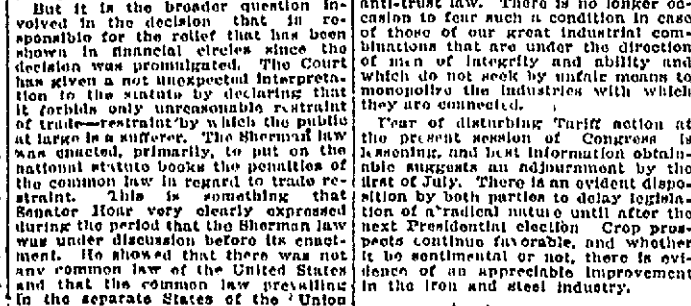 But it is the broader question in-
volved in the decision that is re-
sponsible for the relief that has been
shown in financial circles since the
decision was promulgated. The Court
has given a not unexpected interpreta-
tion to the statute by declaring that
it forbids only unreasonable restraint
of trade—restraint by which the public
at large is a sufferer. The Sherman law
was enacted, primarily, to put on the
national statute books the penalties of
the common law in regard to trade re-
straint. This is something that
Senator Hoar very clearly expressed
during the period that the Sherman law
was under discussion before its enact-
ment. He showed that there was not
any common law of the United States
and that the common law prevailing
in the separate States of the Union
anti-trust law. There is no longer oc-
casion to fear such a condition in case
of those of our great industrial com-
binations that are under the direction
of men of integrity and ability and
which do not seek by unfair means to
monopolize the industries with which
they are connected.
Fear of disturbing Tariff action at
the present session of Congress is
lessening, and best information obtain-
able suggests an adjournment by the
first of July. There is an evident dispo-
sition by both parties to delay legisla-
tion of a radical nature until after the
next Presidential election Crop pros-
pects continue favorable, and whether
it be sentimental or not, there is evi-
dence of an appreciable improvement
in the iron and steel industry.